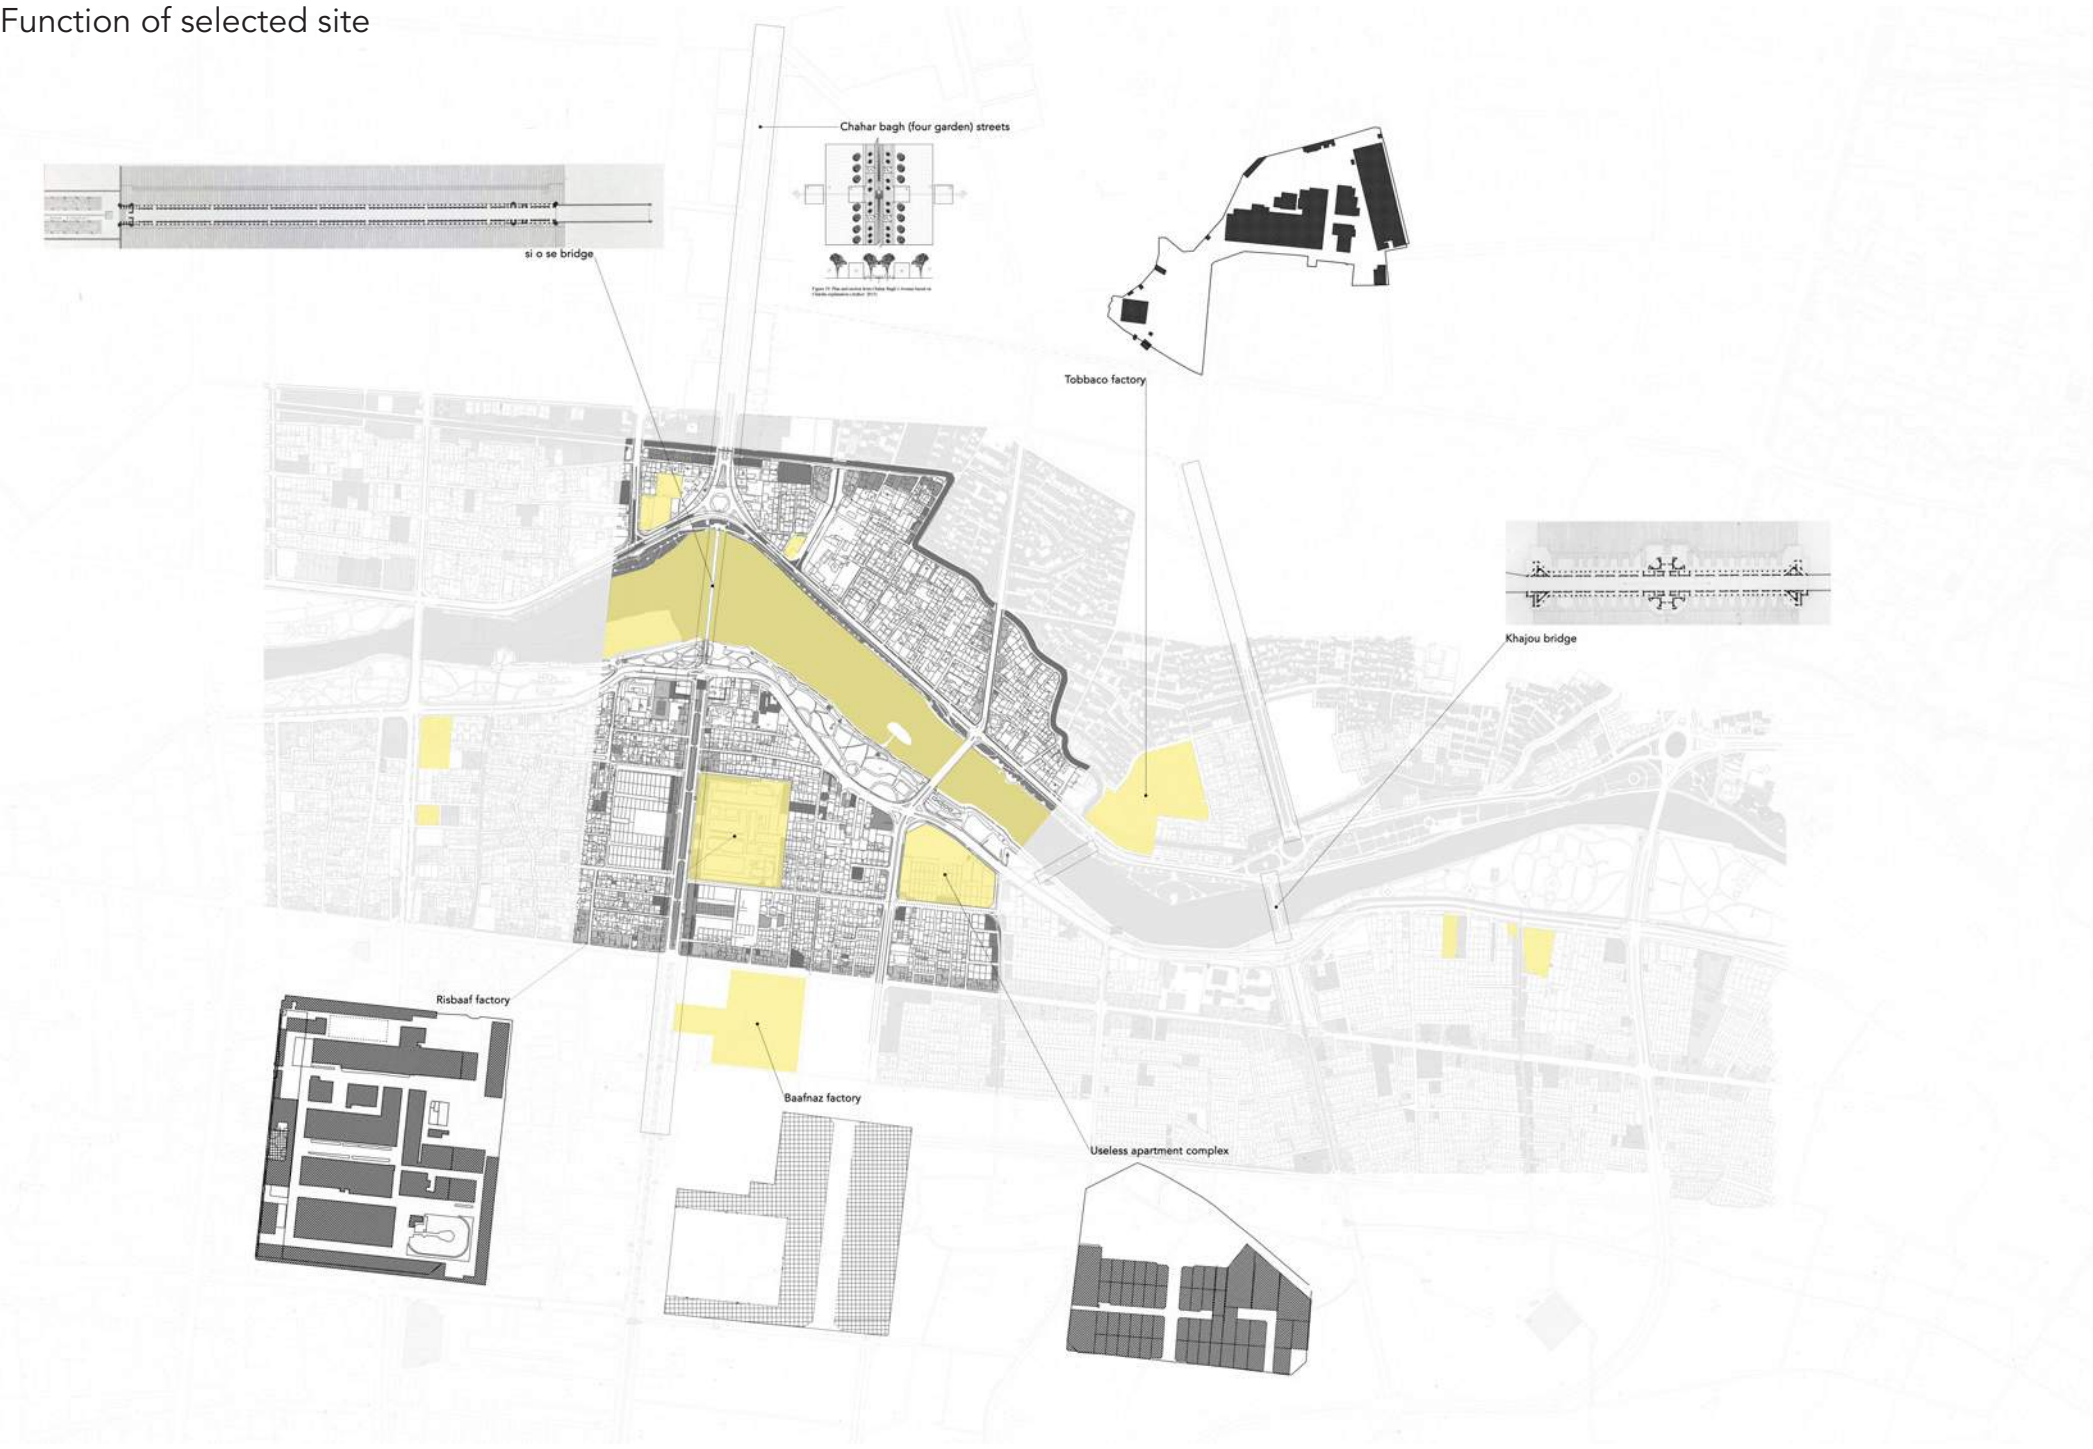 Function of selected site
Chahar bagh (four garden) streets
si o se bridge
Tobbaco factory
Khajou bridge
Risbaaf factory
Baafnaz factory
Useless apartment complex